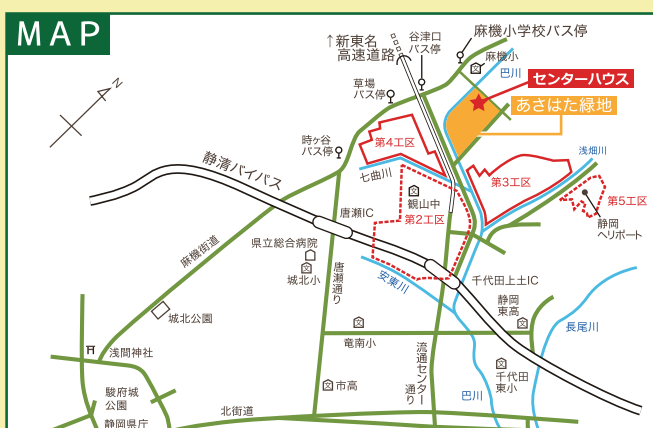 MAP
↑新東名
高速道路
谷津口
バス停
麻機小学校バス停
麻機小
巴川
センターハウス
あさはた緑地
草場
バス停
N
時ヶ谷
バス停
第4工区
七曲川
浅畑川
第3工区
第5工区
静清バイパス
観山中
唐瀬IC
第2工区
静岡
ヘリポート
麻機街道
県立総合病院
城北小
唐瀬通り
安東川
千代田上土IC
静岡
東高
城北公園
長尾川
竜南小
浅間神社
流通センター
通り
千代田
東小
駿府城
公園
市高
巴川
北街道
静岡県庁